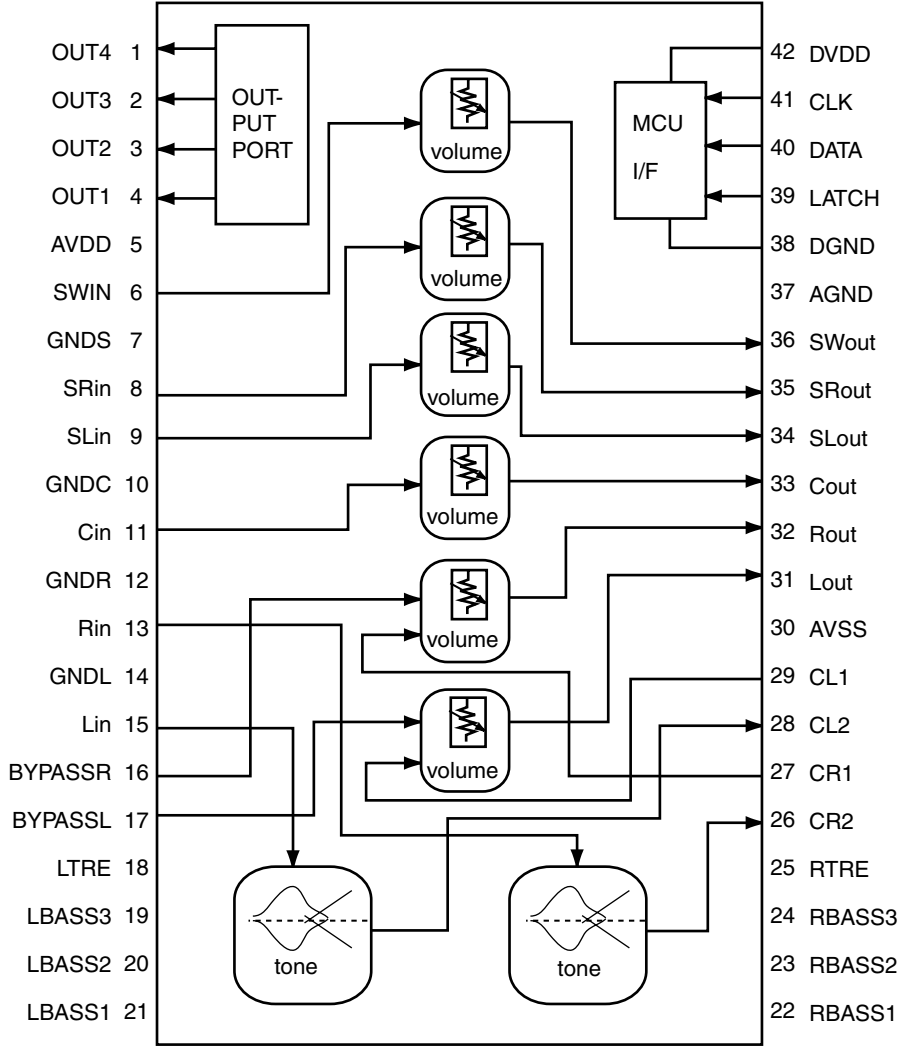 OUT4 1
OUT3 2
OUT2 3
OUT1 4
AVDD 5
SWIN 6
GNDS 7
SRin 8
SLin 9
GNDC 10
Cin 11
GNDR 12
Rin 13
GNDL 14
Lin 15
BYPASSR 16
BYPASSL 17
LTRE 18
LBASS3 19
LBASS2 20
LBASS1 21
OUT-
PUT
PORT
volume
volume
volume
volume
volume
volume
tone
tone
MCU
I/F
42 DVDD
41 CLK
40 DATA
39 LATCH
38 DGND
37 AGND
36 SWout
35 SRout
34 SLout
33 Cout
32 Rout
31 Lout
30 AVSS
29 CL1
28 CL2
27 CR1
26 CR2
25 RTRE
24 RBASS3
23 RBASS2
22 RBASS1